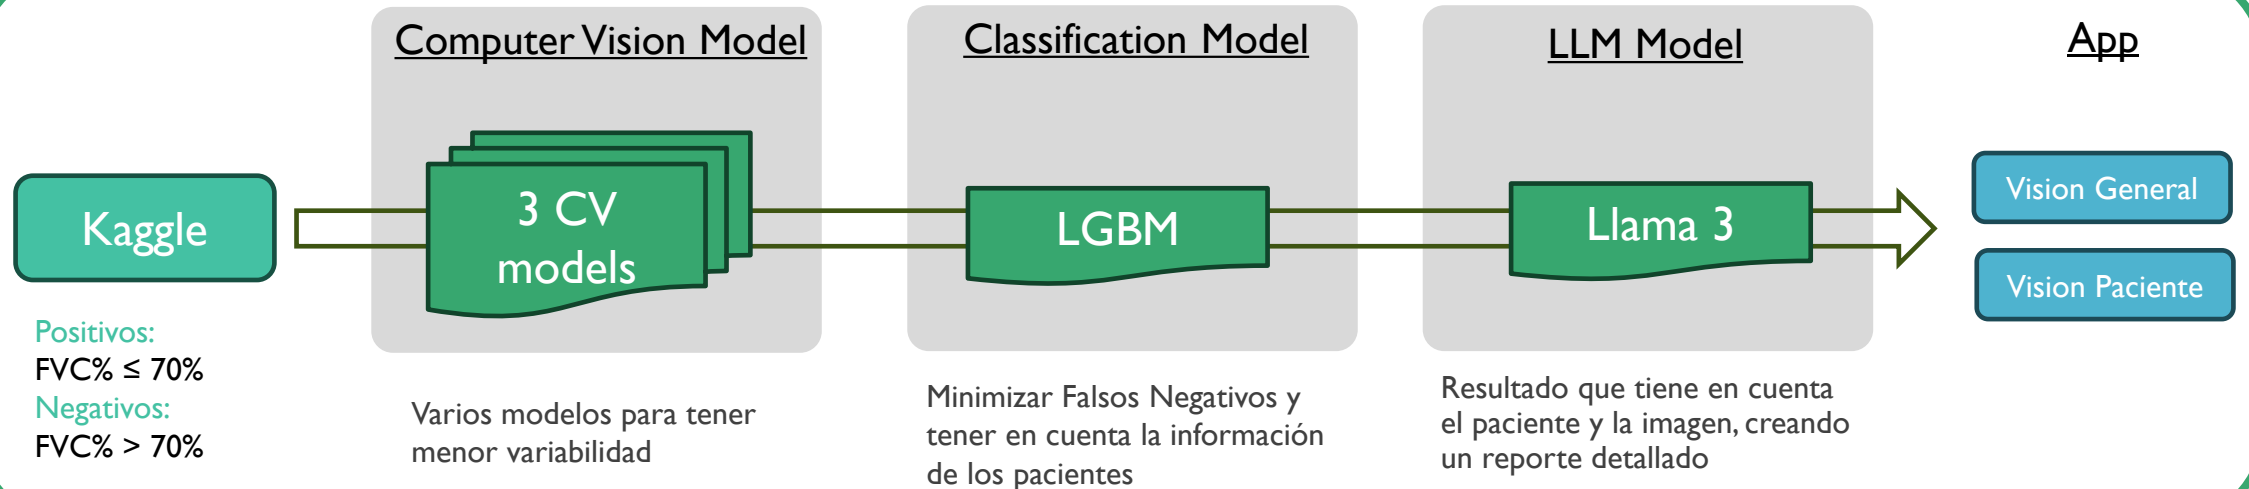 Computer Vision Model
Classification Model
LLM Model
App
Kaggle
3 CV
models
LGBM
Llama 3
Vision General
Vision Paciente
Positivos:
FVC% ≤ 70%
Negativos:
FVC% > 70%
Varios modelos para tener
menor variabilidad
Minimizar Falsos Negativos y
tener en cuenta la información
de los pacientes
Resultado que tiene en cuenta
el paciente y la imagen, creando
un reporte detallado